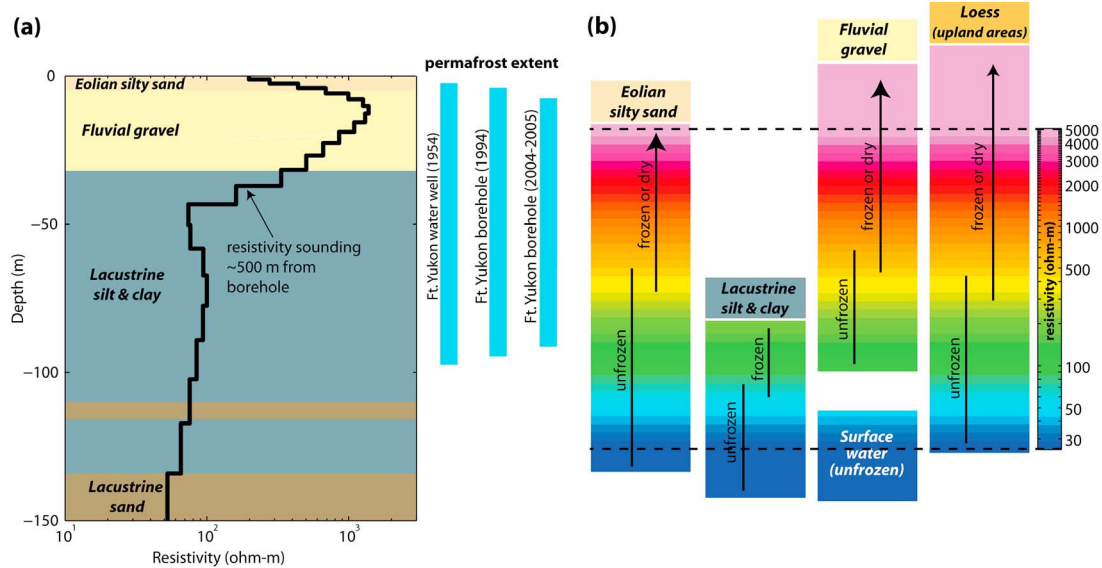 (a)
0
−50
−100
−150
Depth (m)
10¹
10²
10³
Resistivity (ohm-m)
Eolian silty sand
Fluvial gravel
Lacustrine
silt & clay
Lacustrine
sand
resistivity sounding
~500 m from
borehole
permafrost extent
Ft. Yukon water well (1954)
Ft. Yukon borehole (1994)
Ft. Yukon borehole (2004-2005)
(b)
Eolian
silty sand
unfrozen
frozen or dry
Lacustrine
silt & clay
unfrozen
frozen
Fluvial
gravel
unfrozen
frozen or dry
Surface
water
(unfrozen)
Loess
(upland areas)
unfrozen
frozen or dry
5000
4000
3000
2000
1000
500
100
50
30
resistivity (ohm-m)